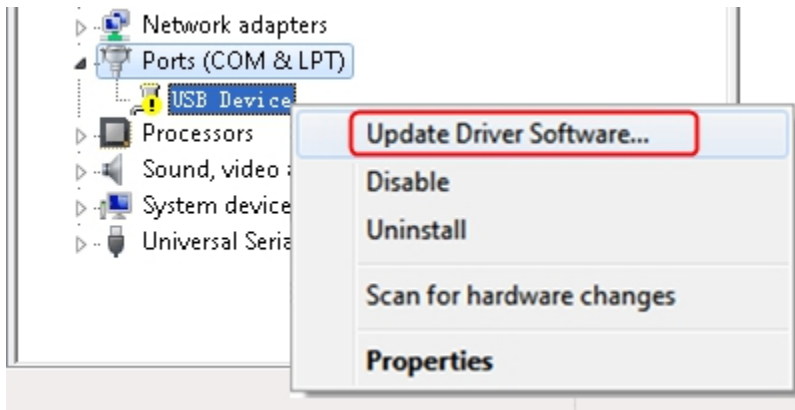 Network adapters
Ports (COM & LPT)
USB Device
Processors
Sound, video
System device
Universal Seria
Update Driver Software...
Disable
Uninstall
Scan for hardware changes
Properties